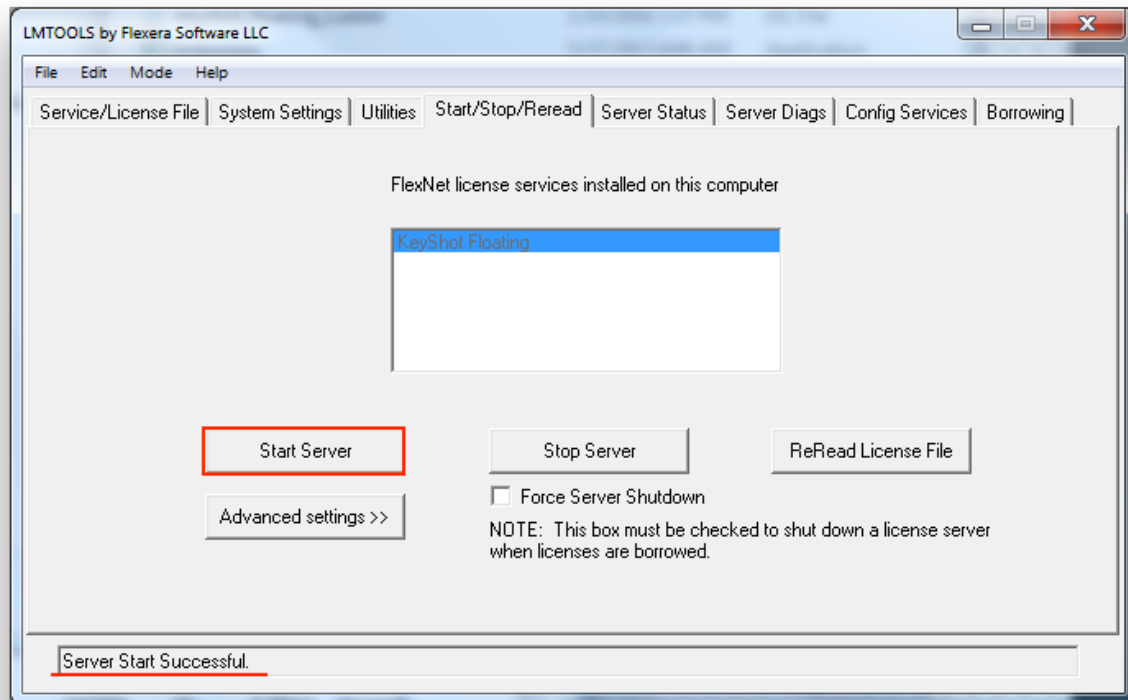 LMTOOLS by Flexera Software LLC
File Edit Mode Help
Service/License File System Settings Utilities Start/Stop/Reread Server Status Server Diags Config Services Borrowing
FlexNet license services installed on this computer
KeyShot Floating
Start Server Stop Server ReRead License File
Advanced settings >> Force Server Shutdown
NOTE: This box must be checked to shut down a license server
when licenses are borrowed.
Server Start Successful.